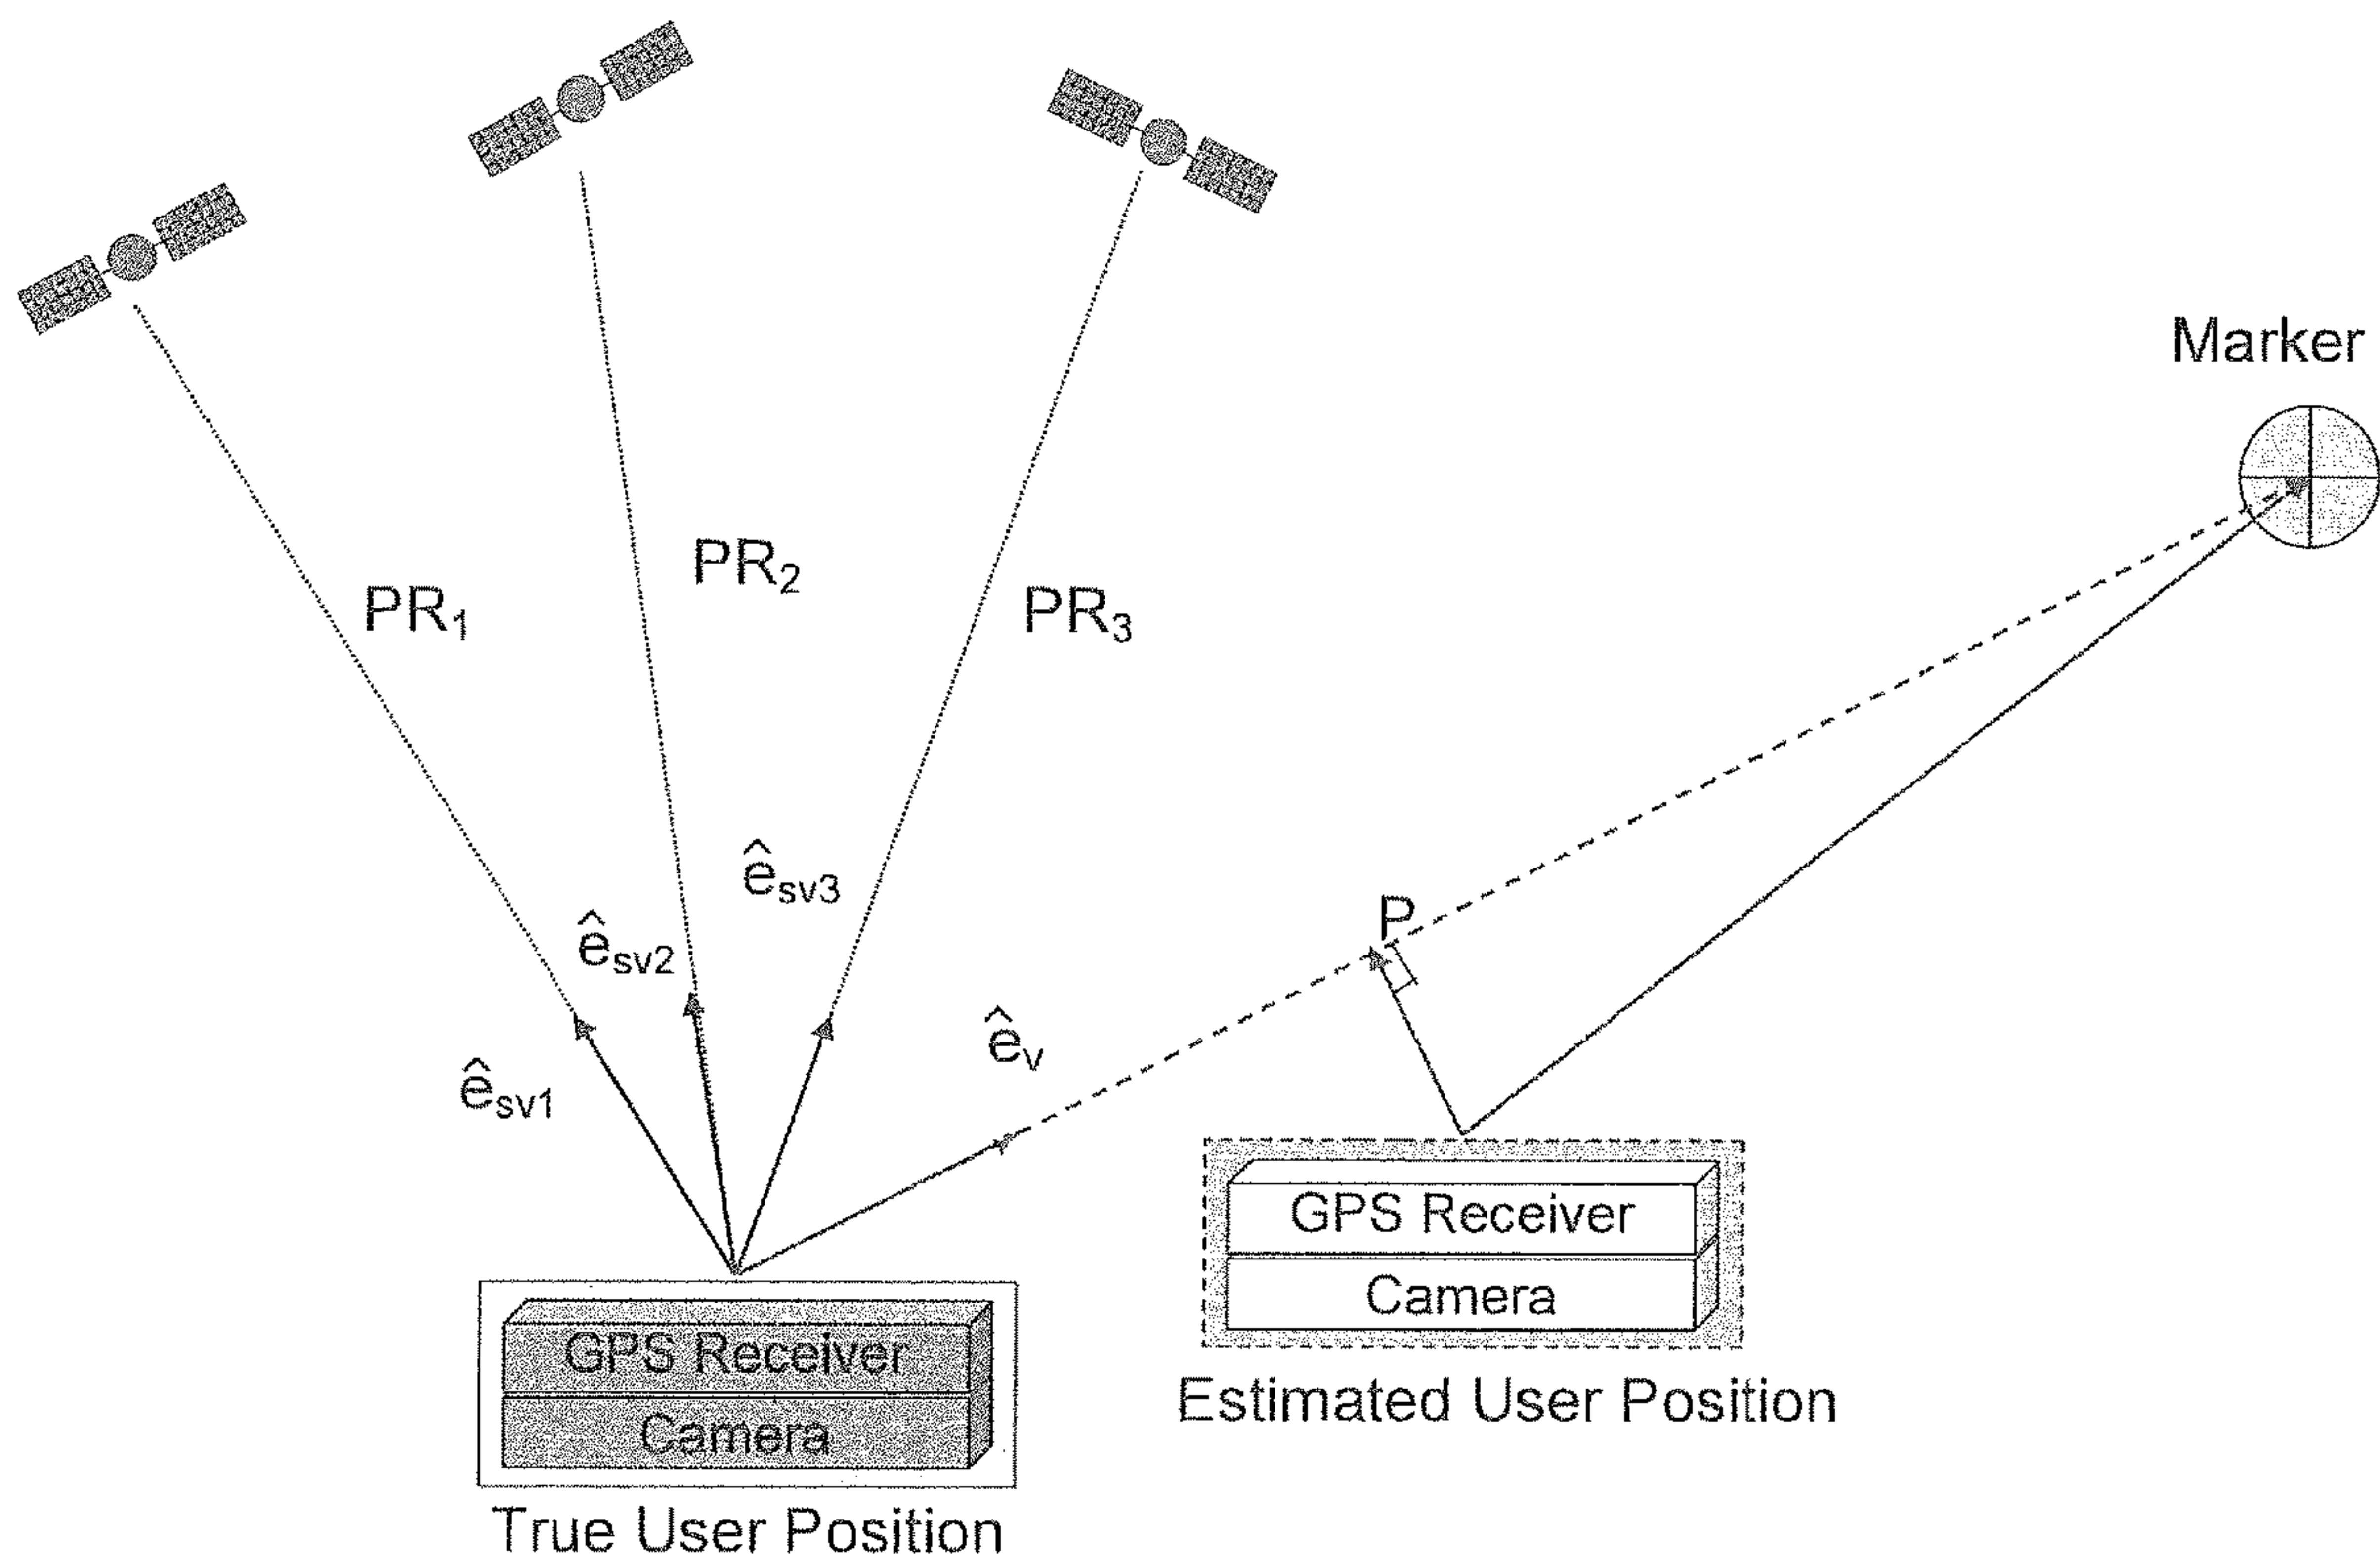 Marker
PR₂
PR₁
PR₃
ê_sv3
P
ê_sv2
ê_v
ê_sv1
GPS Receiver
Camera
Estimated User Position
GPS Receiver
Camera
True User Position